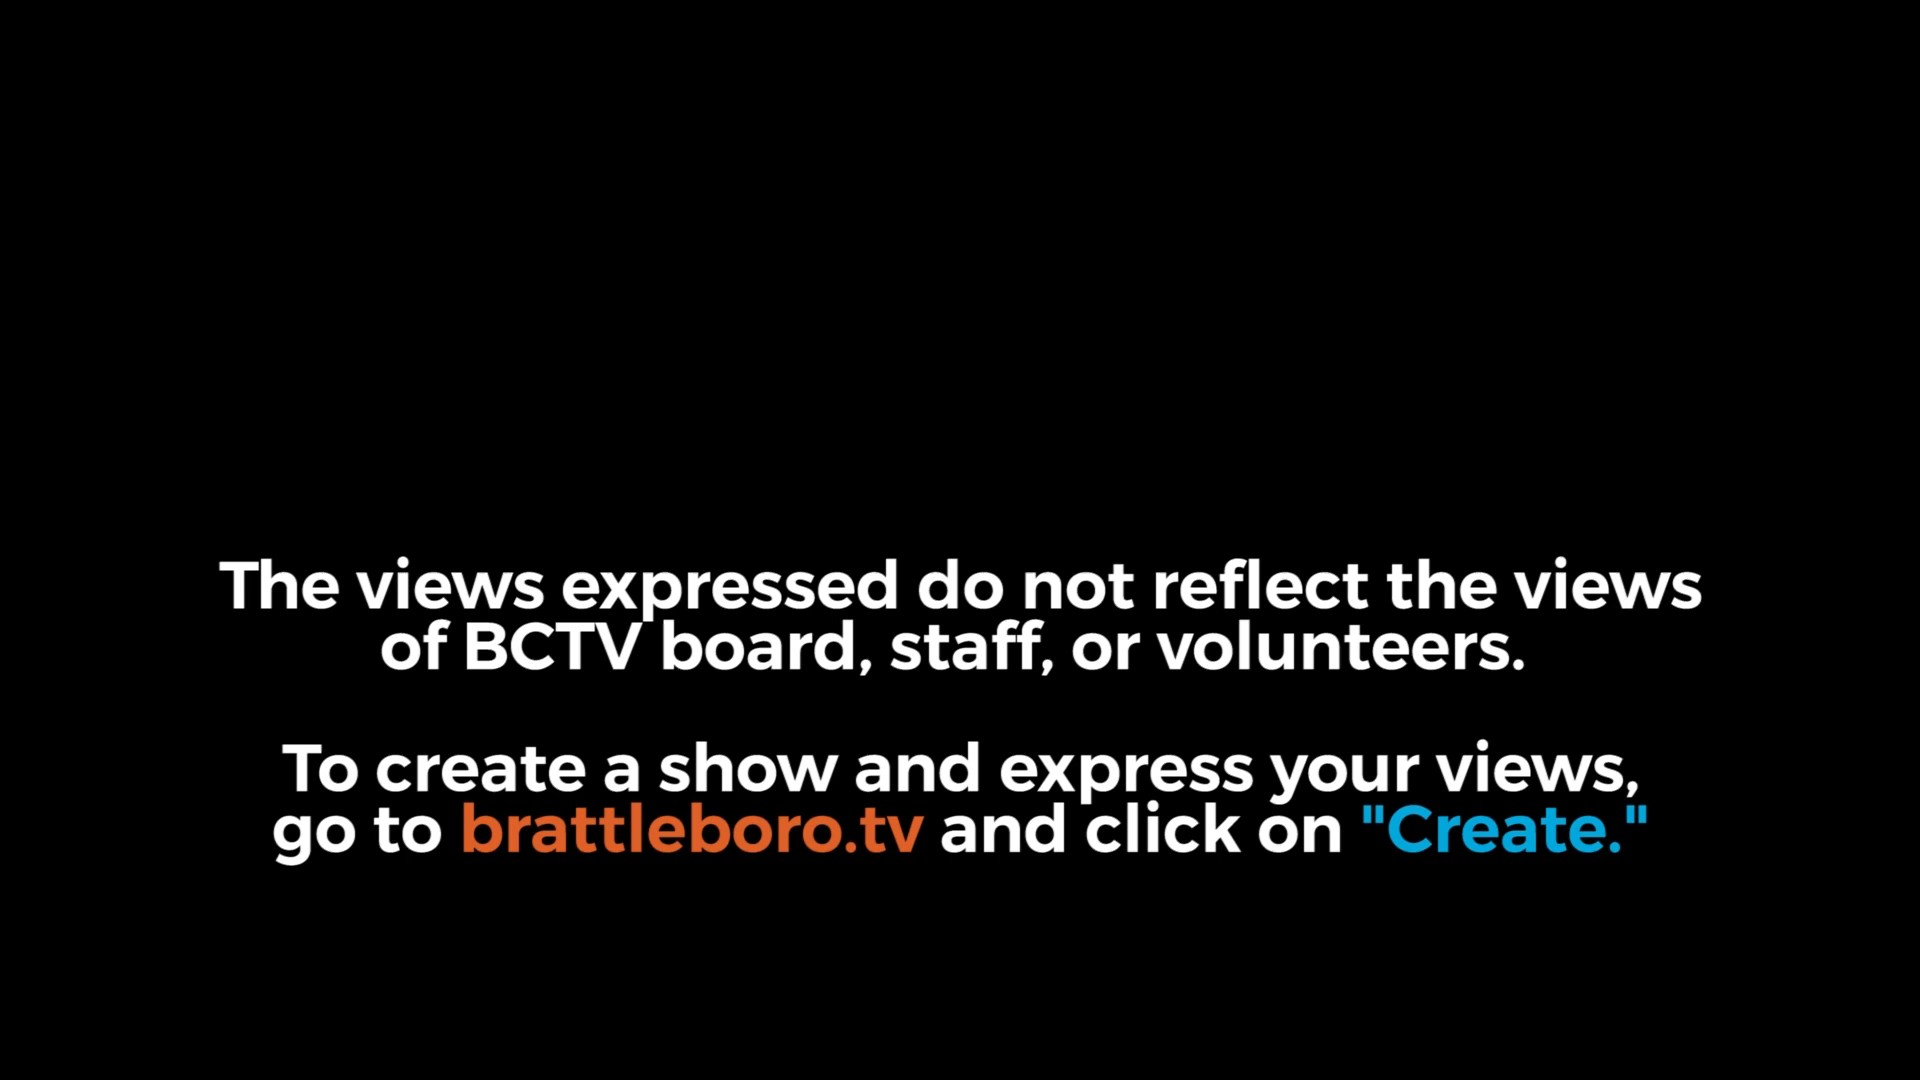 The views expressed do not reflect the views
of BCTV board, staff, or volunteers.
To create a show and express your views,
go to brattleboro.tv and click on "Create."